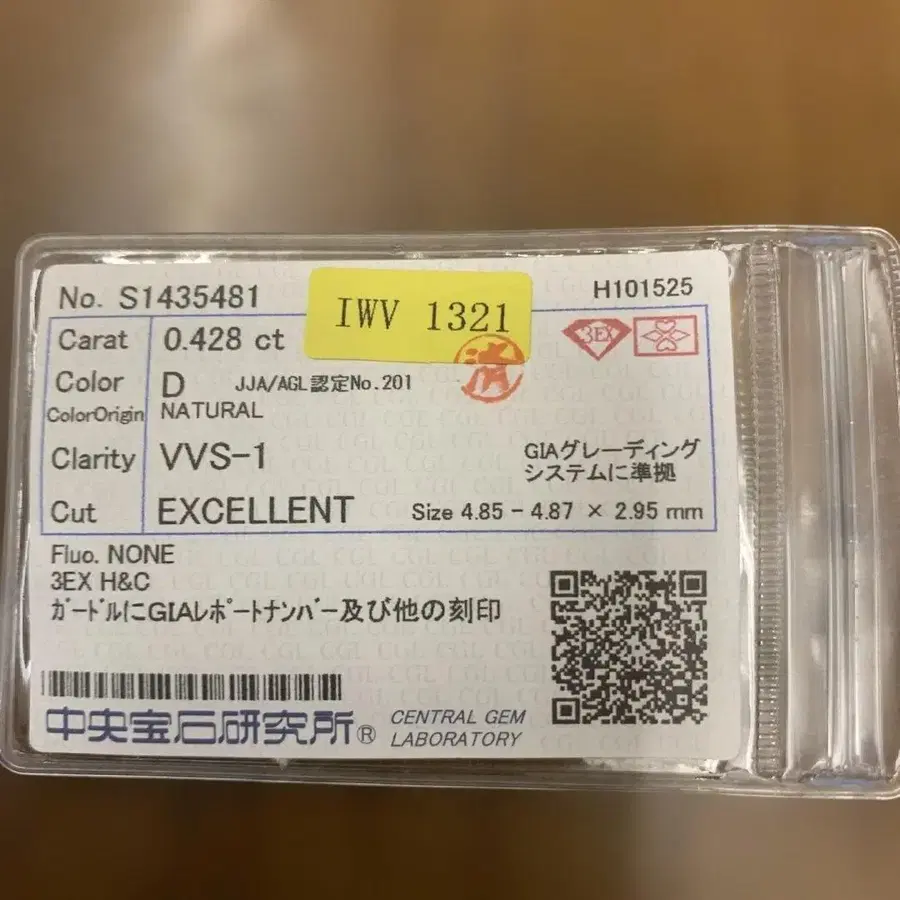 No. S1435481
IWV 1321
H101525
Carat 0.428 ct
3EX
Color D JJA/AGL認定No.201
ColorOrigin NATURAL
Clarity VVS-1
GIAグレーディング
システムに準拠
Cut EXCELLENT Size 4.85 - 4.87 × 2.95 mm
Fluo. NONE
3EX H&C
ガードルにGIAレポートナンバー及び他の刻印
中央宝石研究所® CENTRAL GEM
LABORATORY